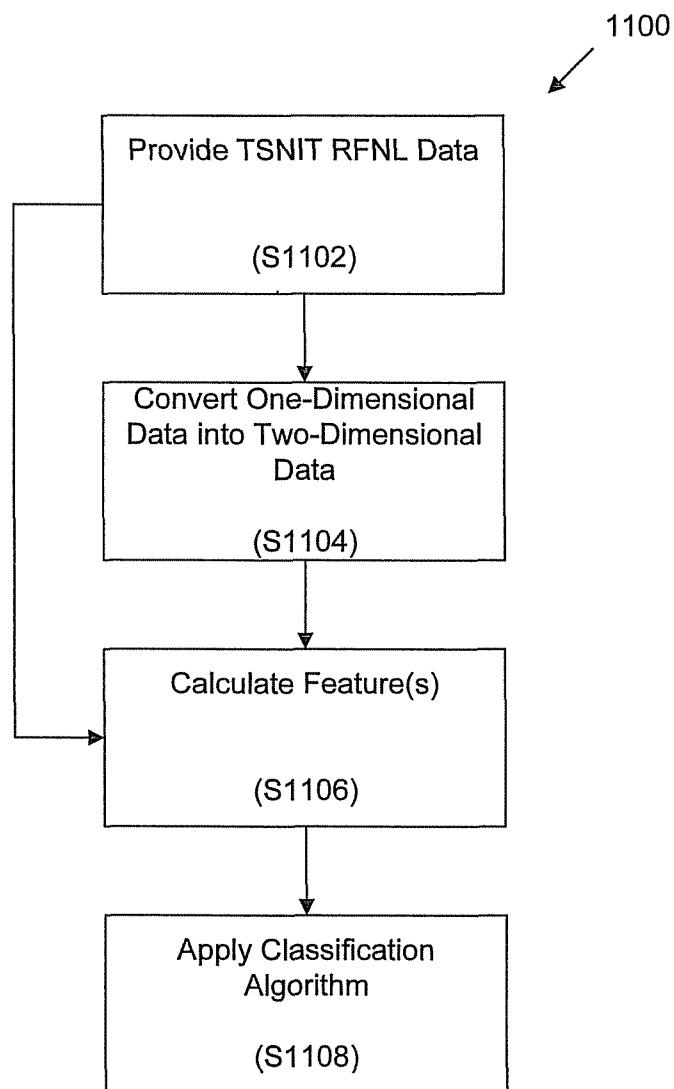 1100
Provide TSNIT RFNL Data
(S1102)
Convert One-Dimensional
Data into Two-Dimensional
Data
(S1104)
Calculate Feature(s)
(S1106)
Apply Classification
Algorithm
(S1108)